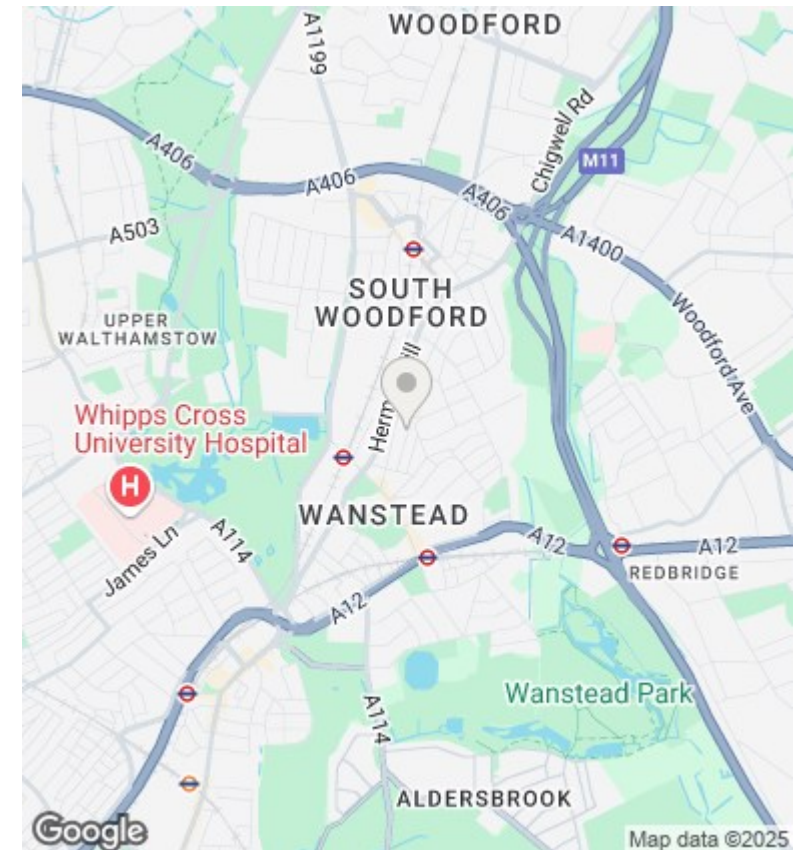 WOODFORD
A1199
Chigwell Rd
M11
A406
A406
A406
A503
A1400
SOUTH
WOODFORD
UPPER
WALTHAMSTOW
Woodford Ave
Whipps Cross
University Hospital
H
WANSTEAD
A114
James Ln
A12
A12
REDBRIDGE
A12
Wanstead Park
A114
ALDERSBROOK
Google
Map data ©2025